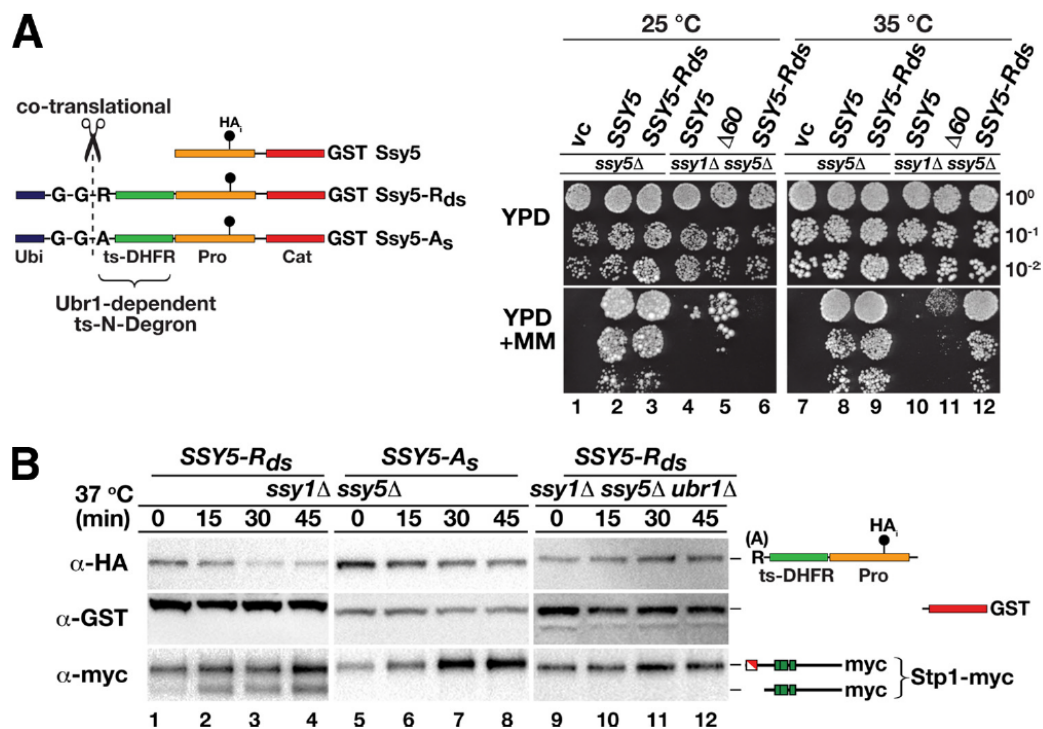 A
co-translational
HAi
GST Ssy5
G-G-R
GST Ssy5-Rds
G-G-A
GST Ssy5-As
Ubi
ts-DHFR
Pro
Cat
Ubr1-dependent
ts-N-Degron
25 °C
35 °C
vc
SSY5
SSY5-Rds
SSY5
Δ60
SSY5-Rds
vc
SSY5
SSY5-Rds
SSY5
Δ60
SSY5-Rds
ssy5Δ
ssy1Δ ssy5Δ
ssy5Δ
ssy1Δ ssy5Δ
YPD
10⁰
10⁻¹
10⁻²
YPD
+MM
1 2 3 4 5 6 7 8 9 10 11 12
B
SSY5-Rds
SSY5-As
SSY5-Rds
37 °C
ssy1Δ ssy5Δ
ssy1Δ ssy5Δ ubr1Δ
(min)
0 15 30 45 0 15 30 45 0 15 30 45
α-HA
α-GST
α-myc
1 2 3 4 5 6 7 8 9 10 11 12
HAi
(A)
R
ts-DHFR
Pro
GST
myc
myc
Stp1-myc